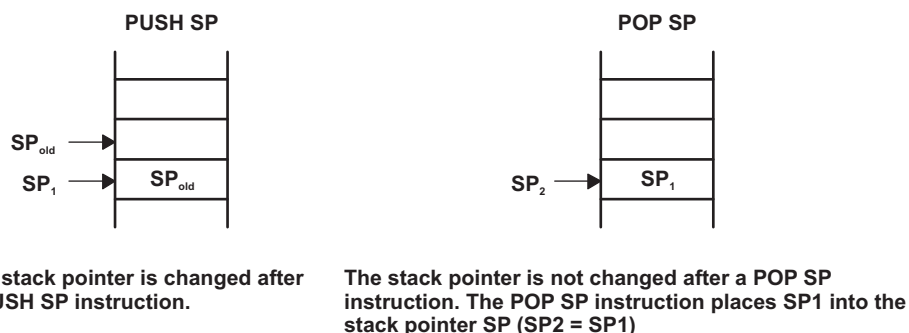 PUSH SP
POP SP
SPold
SP1
SPold
SP2
SP1
stack pointer is changed after
USH SP instruction.
The stack pointer is not changed after a POP SP
instruction. The POP SP instruction places SP1 into the
stack pointer SP (SP2 = SP1)